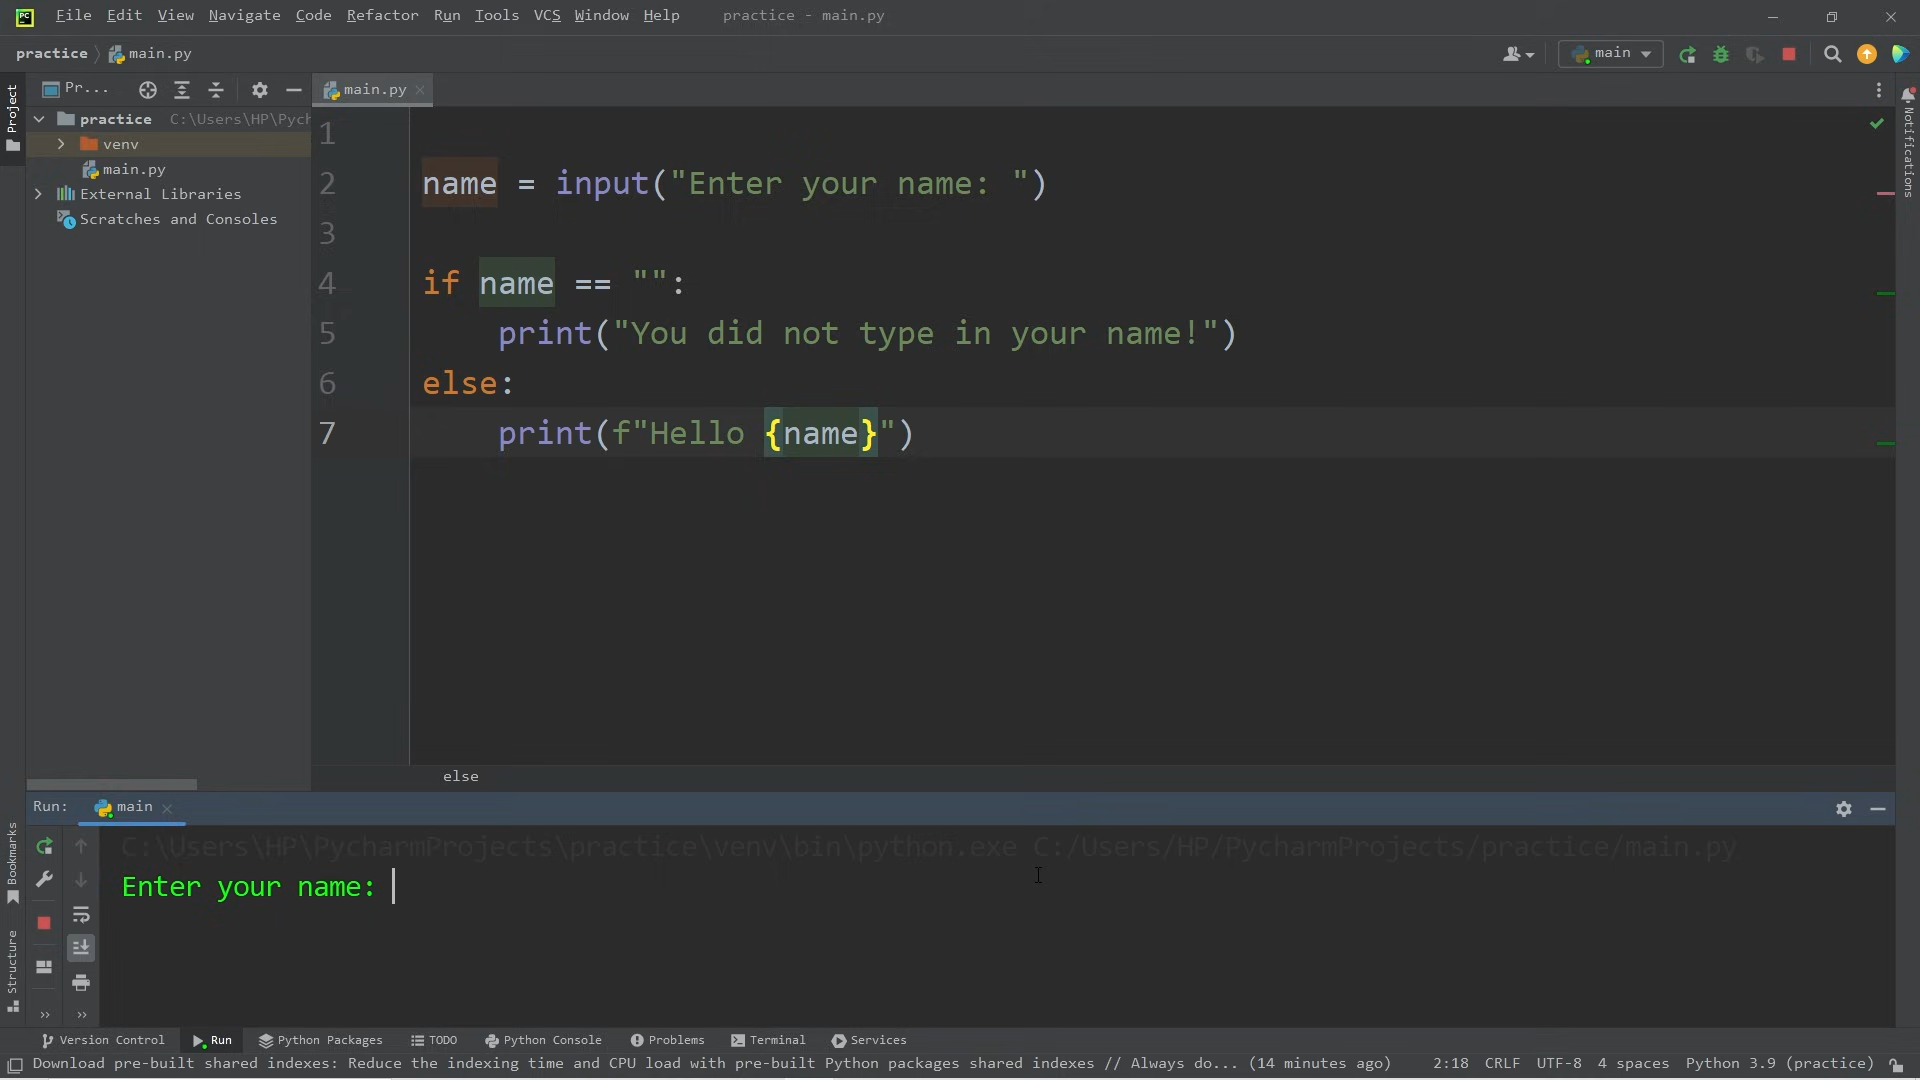 PC File Edit View Navigate Code Refactor Run Tools VCS Window Help practice - main.py
practice main.py main
Project Pr... main.py
practice C:\Users\HP\Pych
venv
main.py
External Libraries
Scratches and Consoles
Notifications
1
2 name = input("Enter your name: ")
3
4 if name == "":
5 print("You did not type in your name!")
6 else:
7 print(f"Hello {name}")
else
Run: main
C:\Users\HP\PycharmProjects\practice\venv\bin\python.exe C:/Users/HP/PycharmProjects/practice/main.py
Enter your name:
Bookmarks
Structure
Version Control Run Python Packages TODO Python Console Problems Terminal Services
Download pre-built shared indexes: Reduce the indexing time and CPU load with pre-built Python packages shared indexes // Always do... (14 minutes ago) 2:18 CRLF UTF-8 4 spaces Python 3.9 (practice)